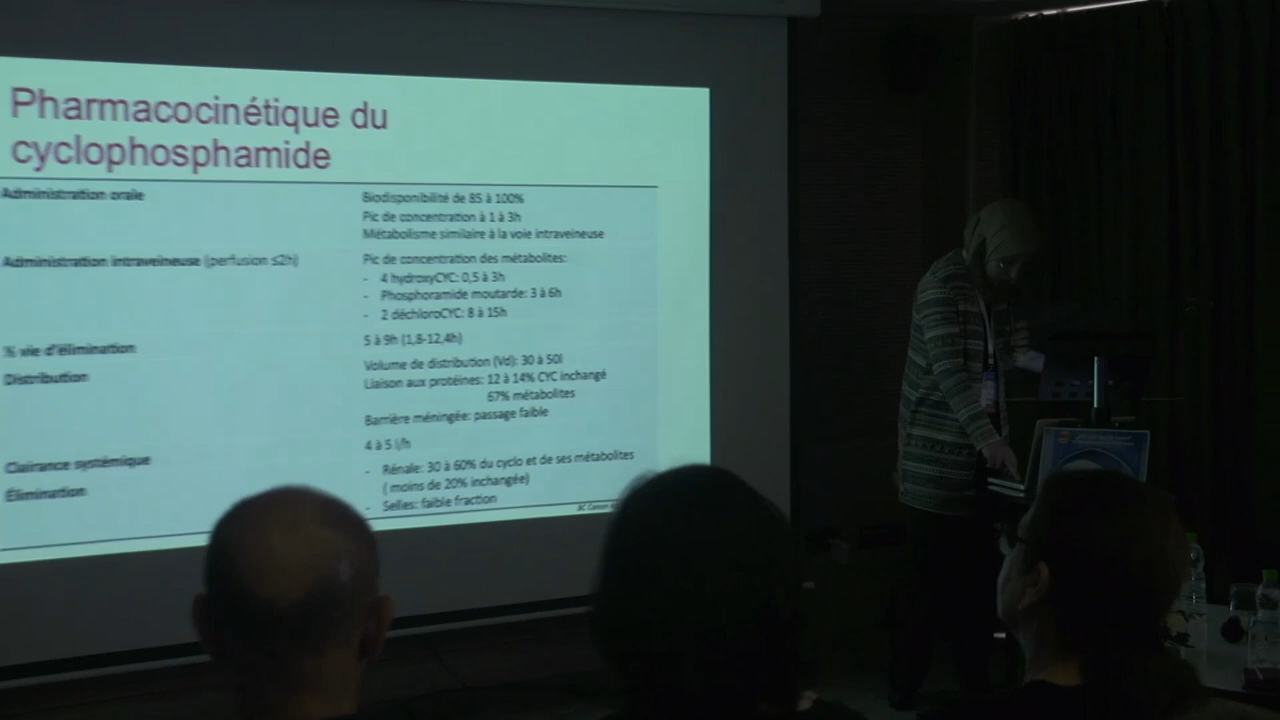 Pharmacocinétique du
cyclophosphamide
Administration orale
Biodisponibilité de 85 à 100%
Pic de concentration à 1 à 3h
Métabolisme similaire à la voie intraveineuse
Administration intraveineuse (perfusion ≤2h)
Pic de concentration des métabolites:
- 4 hydroxyCYC: 0,5 à 3h
- Phosphoramide moutarde: 3 à 6h
- 2 déchloroCYC: 8 à 15h
½ vie d'élimination
5 à 9h (1,8-12,4h)
Distribution
Volume de distribution (Vd): 30 à 50l
Liaison aux protéines: 12 à 14% CYC inchangé
67% métabolites
Barrière méningée: passage faible
Clairance systémique
4 à 5 l/h
Élimination
- Rénale: 30 à 60% du cyclo et de ses métabolites
( moins de 20% inchangée)
- Selles: faible fraction
BC Cancer